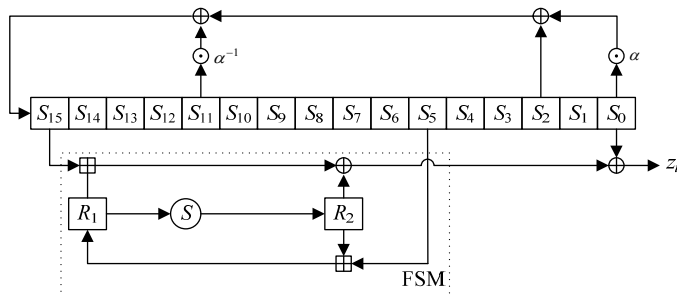 α⁻¹
α
S₁₅ S₁₄ S₁₃ S₁₂ S₁₁ S₁₀ S₉ S₈ S₇ S₆ S₅ S₄ S₃ S₂ S₁ S₀
R₁ S R₂
FSM